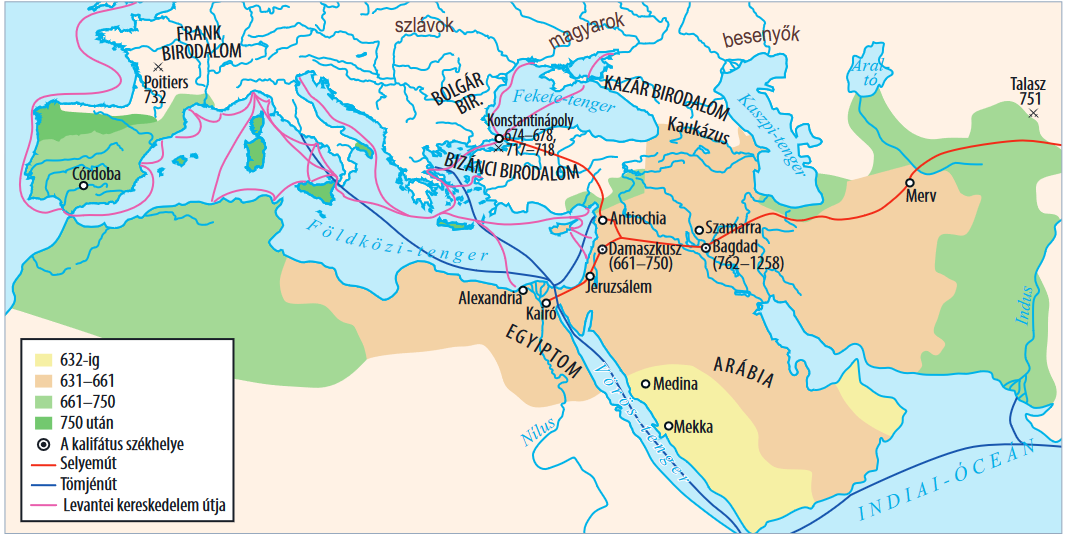 FRANK
BIRODALOM
szlávok
magyarok
besenyők
Poitiers
732
BOLGÁR
BIR.
Fekete-tenger
KAZÁR BIRODALOM
Kaukázus
Kaszpi-tenger
Aral-
tó
Talasz
751
Konstantinápoly
674–678,
717–718
BIZÁNCI BIRODALOM
Córdoba
Merv
Antiochia
Szamarra
Bagdad
(762–1258)
Damaszkusz
(661–750)
Jeruzsálem
Földközi-tenger
Alexandria
Kairó
Indus
EGYIPTOM
ARÁBIA
Vörös-tenger
Medina
Mekka
Nílus
INDIAI-ÓCEÁN
632-ig
631–661
661–750
750 után
A kalifátus székhelye
Selyemút
Tömjénút
Levantei kereskedelem útja